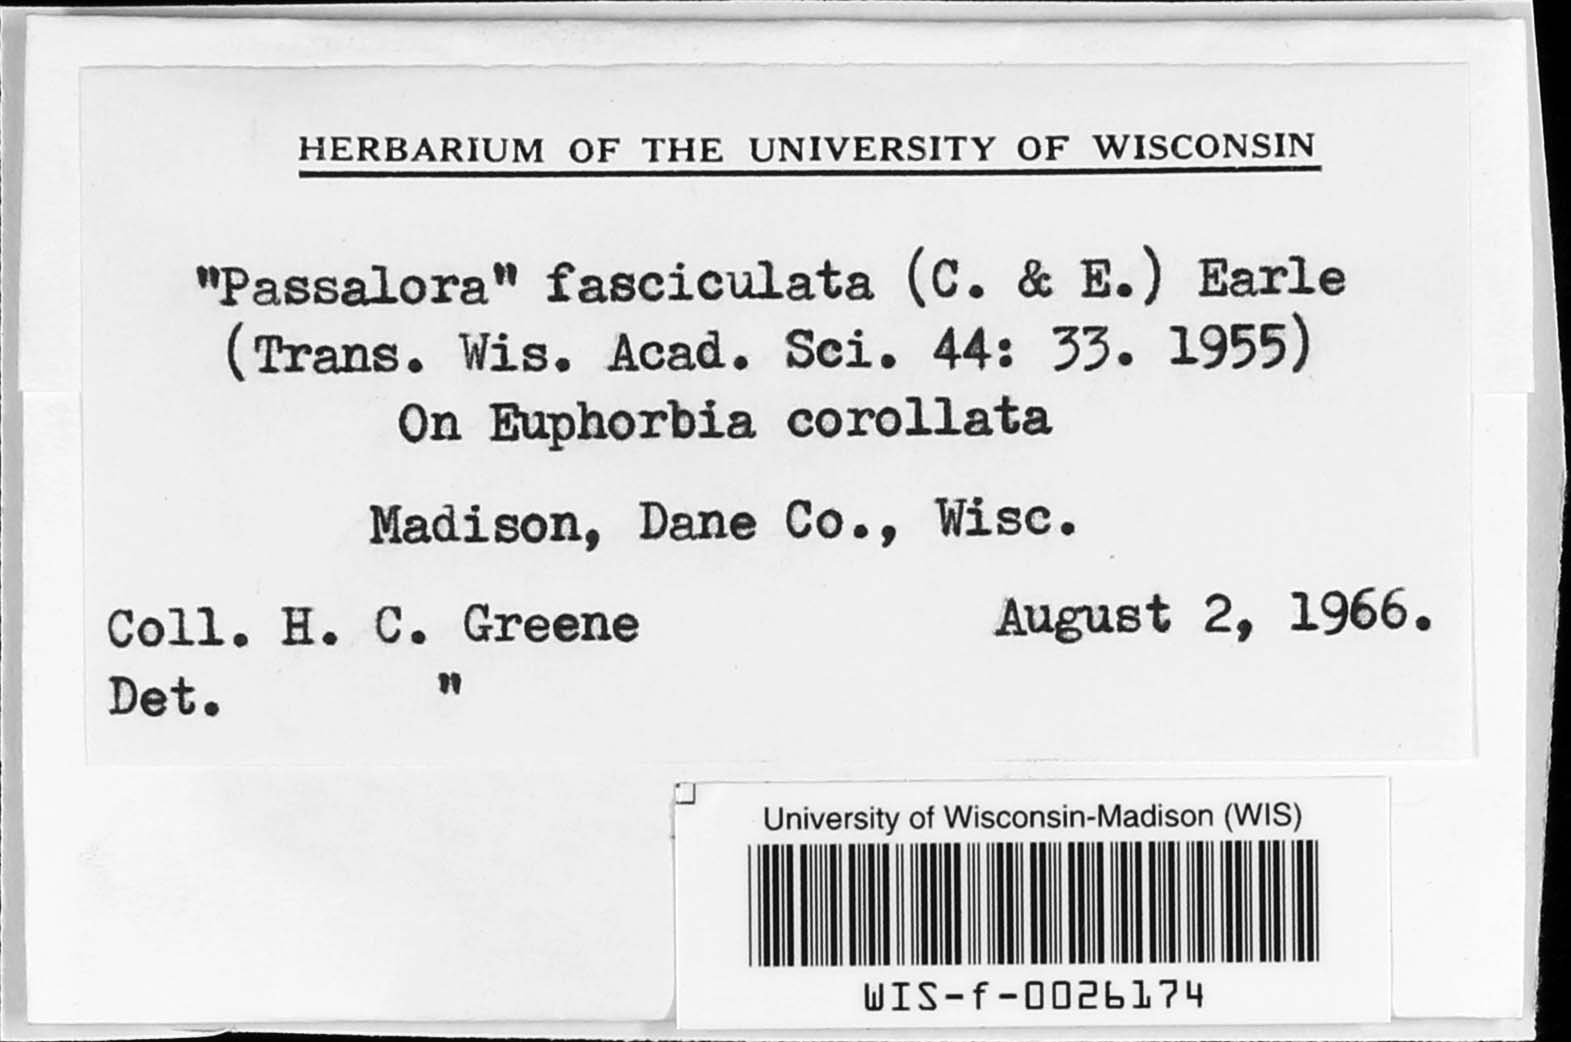 HERBARIUM OF THE UNIVERSITY OF WISCONSIN
"Passalora" fasciculata (C. & E.) Earle
(Trans. Wis. Acad. Sci. 44: 33. 1955)
On Euphorbia corollata
Madison, Dane Co., Wisc.
Coll. H. C. Greene August 2, 1966.
Det. "
University of Wisconsin-Madison (WIS)
WIS-f-0026174